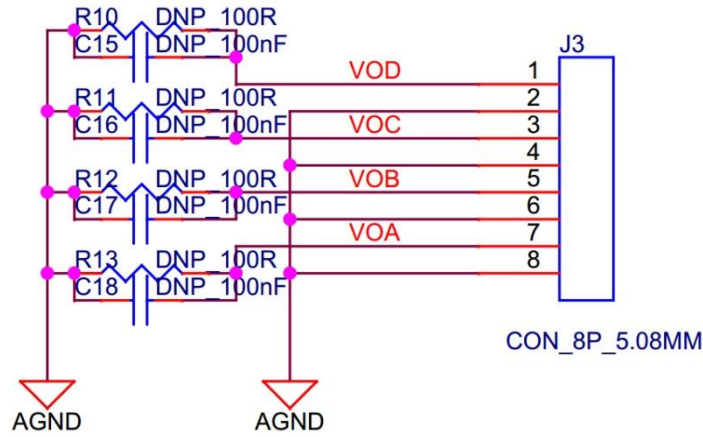 R10 DNP_100R
C15 DNP_100nF
J3
VOD 1
2
R11 DNP_100R
C16 DNP_100nF
VOC 3
4
R12 DNP_100R
C17 DNP_100nF
VOB 5
6
VOA 7
R13 DNP_100R
C18 DNP_100nF
8
CON_8P_5.08MM
AGND AGND